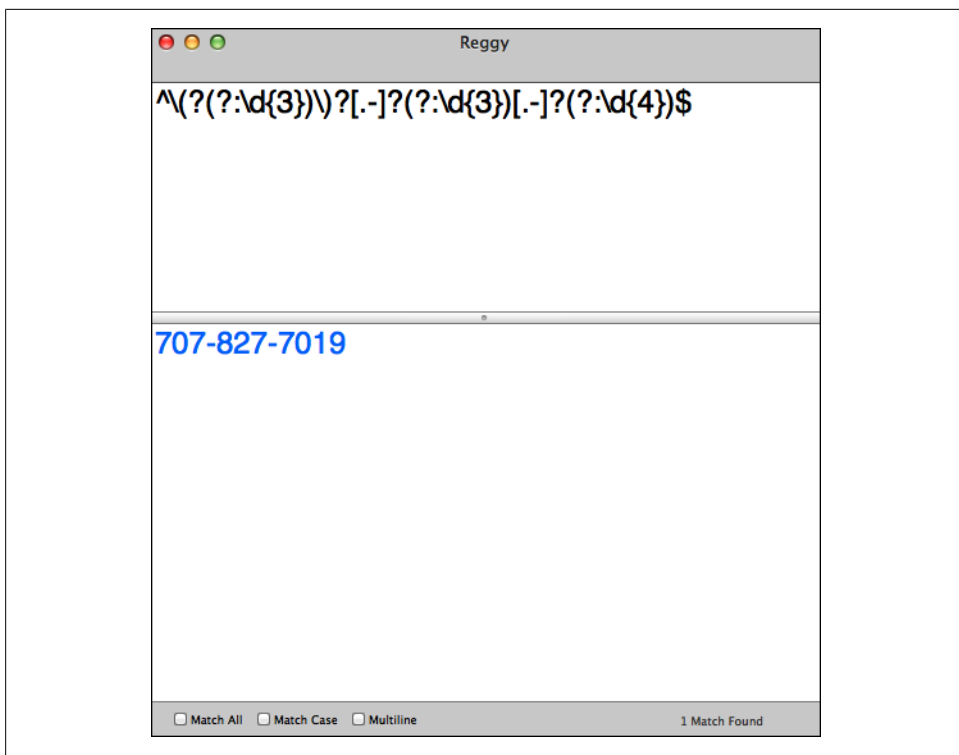 Reggy
^\(?(?:\d{3})\)?[.-]?(?:\d{3})[.-]?(?:\d{4})$
707-827-7019
Match All Match Case Multiline 1 Match Found